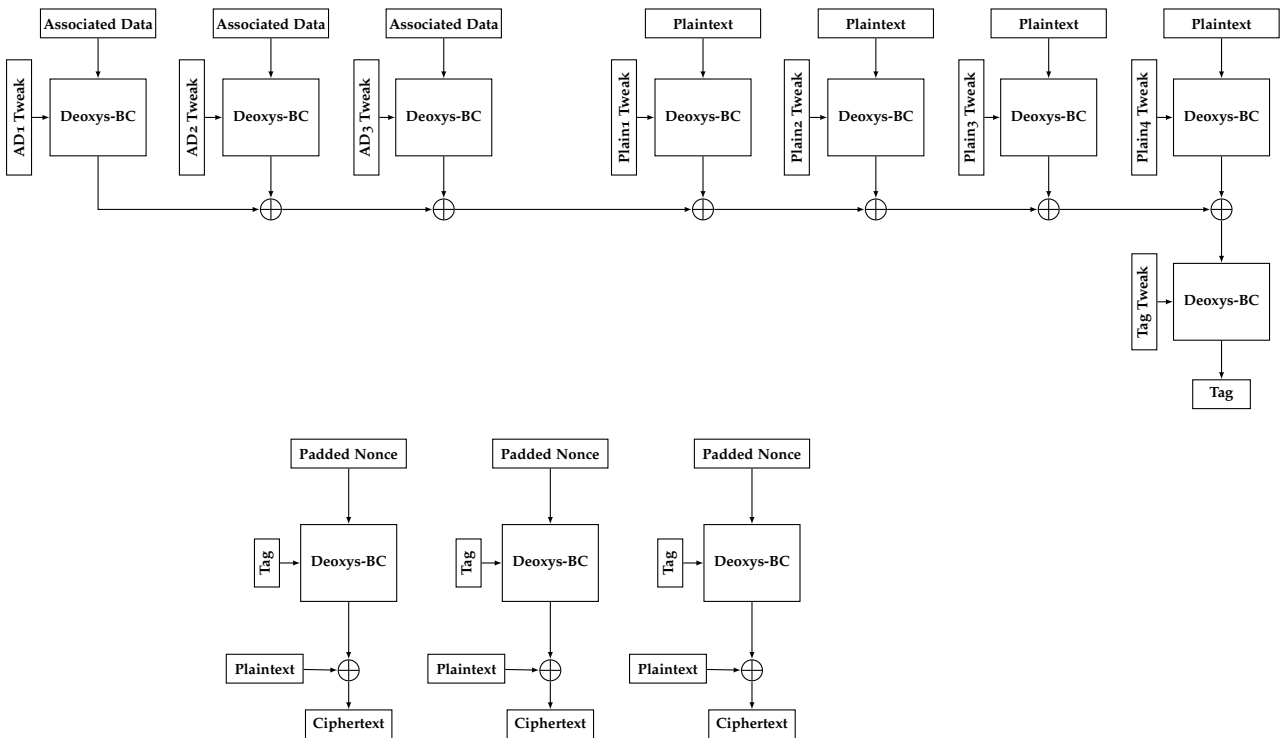 Associated Data
Associated Data
Associated Data
Plaintext
Plaintext
Plaintext
Plaintext
AD1 Tweak
Deoxys-BC
AD2 Tweak
Deoxys-BC
AD3 Tweak
Deoxys-BC
Plain1 Tweak
Deoxys-BC
Plain2 Tweak
Deoxys-BC
Plain3 Tweak
Deoxys-BC
Plain4 Tweak
Deoxys-BC
Tag Tweak
Deoxys-BC
Tag
Padded Nonce
Padded Nonce
Padded Nonce
Tag
Deoxys-BC
Tag
Deoxys-BC
Tag
Deoxys-BC
Plaintext
Plaintext
Plaintext
Ciphertext
Ciphertext
Ciphertext